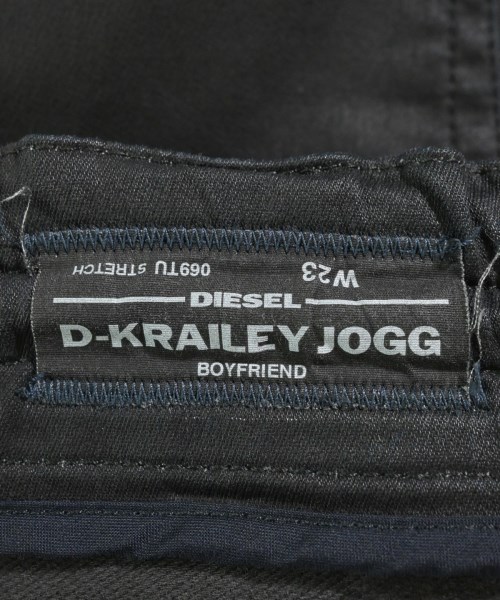 069TU STRETCH W23
DIESEL
D-KRAILEY JOGG
BOYFRIEND